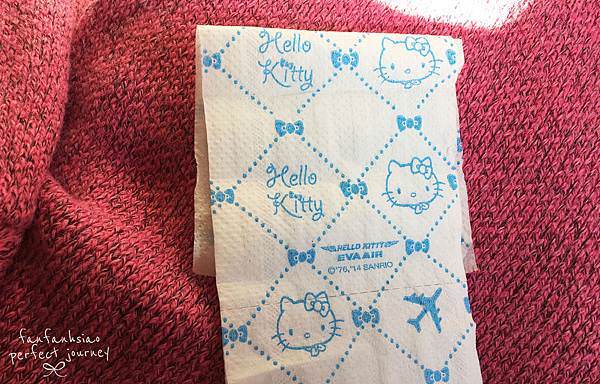 Hello
Kitty
Hello
Kitty
HELLO KITTY
EVA AIR
©'76,'14 SANRIO
fanfanhsiao
perfect journey